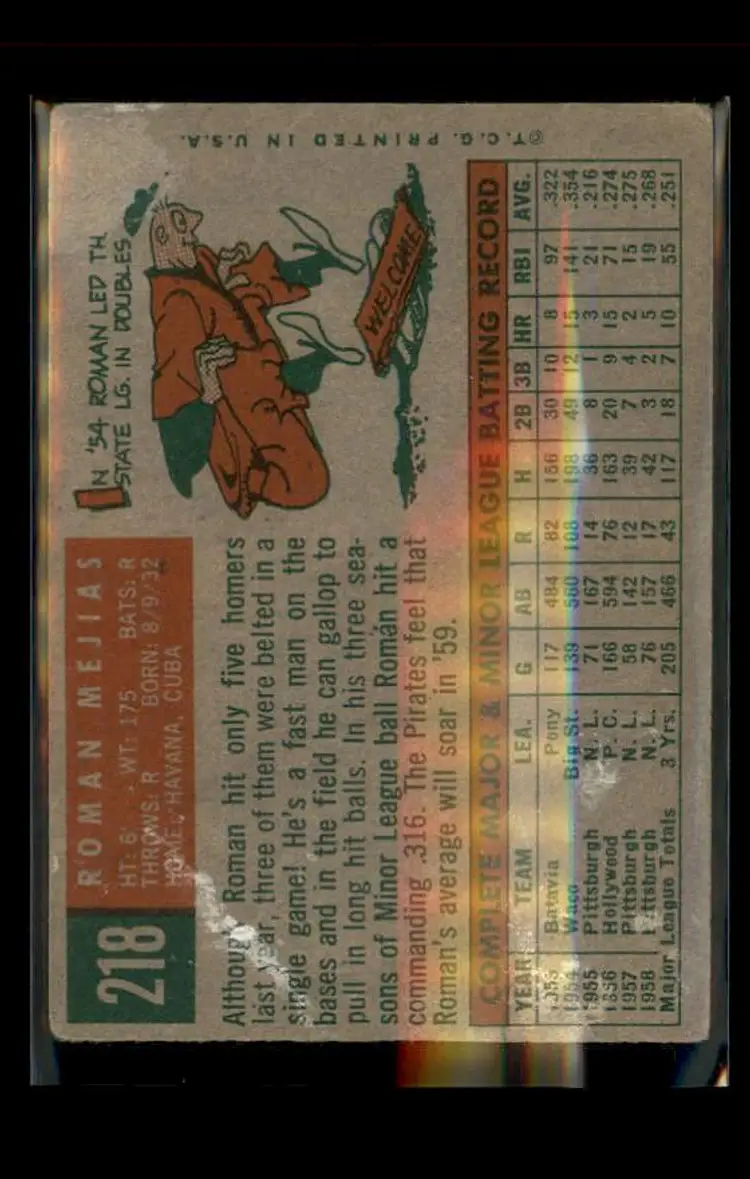 218
ROMAN MEJIAS
HT: 6' WT: 175 BATS: R
THROWS: R BORN: 8/9/32
HOME: HAVANA, CUBA
IN '54 ROMAN LED TH.
STATE LG. IN DOUBLES
WELCOME
Although Roman hit only five homers
last year, three of them were belted in a
single game! He's a fast man on the
bases and in the field he can gallop to
pull in long hit balls. In his three sea-
sons of Minor League ball Roman hit a
commanding .316. The Pirates feel that
Roman's average will soar in '59.
COMPLETE MAJOR & MINOR LEAGUE BATTING RECORD
YEAR TEAM LEA. G AB R H 2B 3B HR RBI AVG.
1953 Batavia Pony 117 484 82 156 30 10 8 97 .322
1954 Waco Big St. 139 560 108 198 49 12 15 141 .354
1955 Pittsburgh N. L. 71 167 14 36 8 1 3 21 .216
1956 Hollywood P. C. 166 594 76 163 20 9 15 71 .274
1957 Pittsburgh N. L. 58 142 12 39 7 4 2 15 .275
1958 Pittsburgh N. L. 76 157 17 42 3 2 5 19 .268
Major League Totals 3 Yrs. 205 466 43 117 18 7 10 55 .251
© T. C. G. PRINTED IN U.S.A.